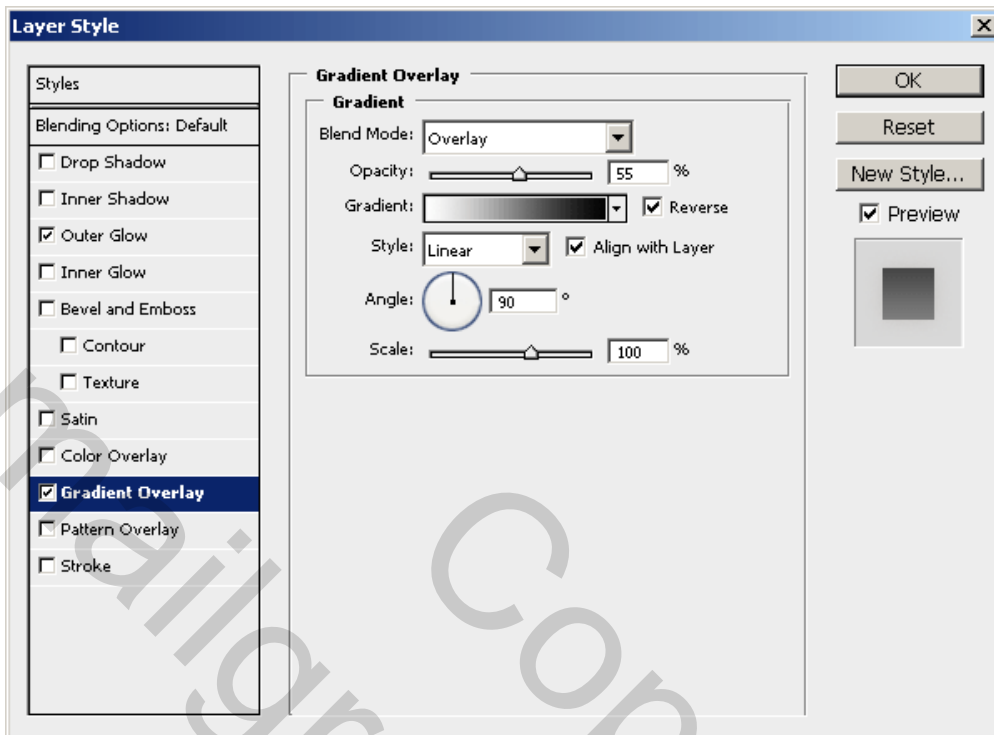 Layer Style
Styles
Blending Options: Default
Drop Shadow
Inner Shadow
Outer Glow
Inner Glow
Bevel and Emboss
Contour
Texture
Satin
Color Overlay
Gradient Overlay
Pattern Overlay
Stroke
Gradient Overlay
Gradient
Blend Mode: Overlay
Opacity: 55 %
Gradient: Reverse
Style: Linear Align with Layer
Angle: 90 °
Scale: 100 %
OK
Reset
New Style...
Preview